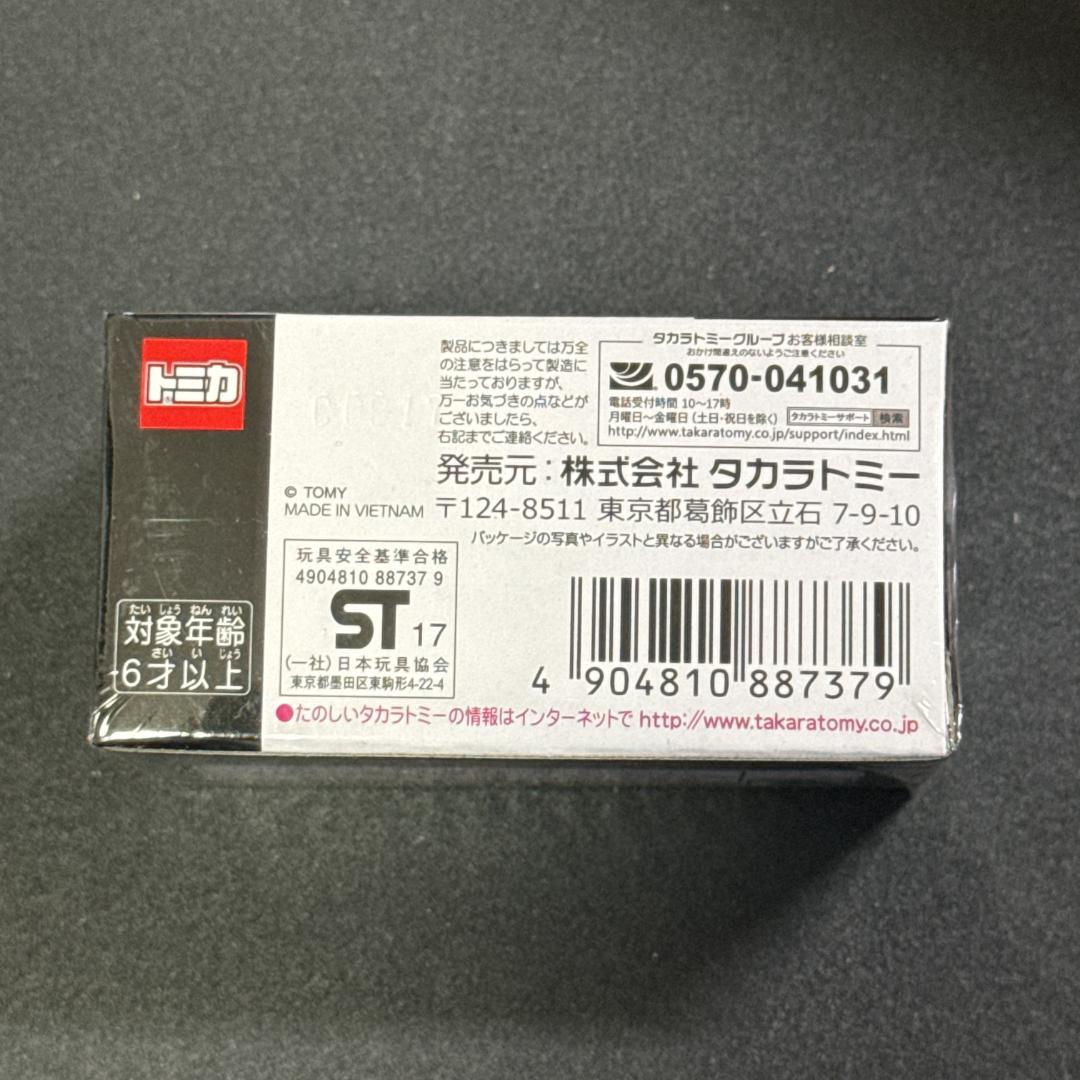 トミカ
製品につきましては万全
の注意をはらって製造に
当たっておりますが、
万一お気づきの点などが
ございましたら、
右記までご連絡ください。
タカラトミーグループお客様相談室
おかけ間違えのないようご注意ください
0570-041031
電話受付時間 10〜17時
月曜日〜金曜日 (土日・祝日を除く) タカラトミーサポート 検索
http://www.takaratomy.co.jp/support/index.html
発売元：株式会社 タカラトミー
© TOMY
MADE IN VIETNAM
〒124-8511 東京都葛飾区立石 7-9-10
パッケージの写真やイラストと異なる場合がございますがご了承ください。
玩具安全基準合格
4904810 88737 9
ST 17
(一社)日本玩具協会
東京都墨田区東駒形4-22-4
たい しょう ねん れい
対象年齢
さい い じょう
6才以上
4 904810 887379
●たのしいタカラトミーの情報はインターネットで http://www.takaratomy.co.jp